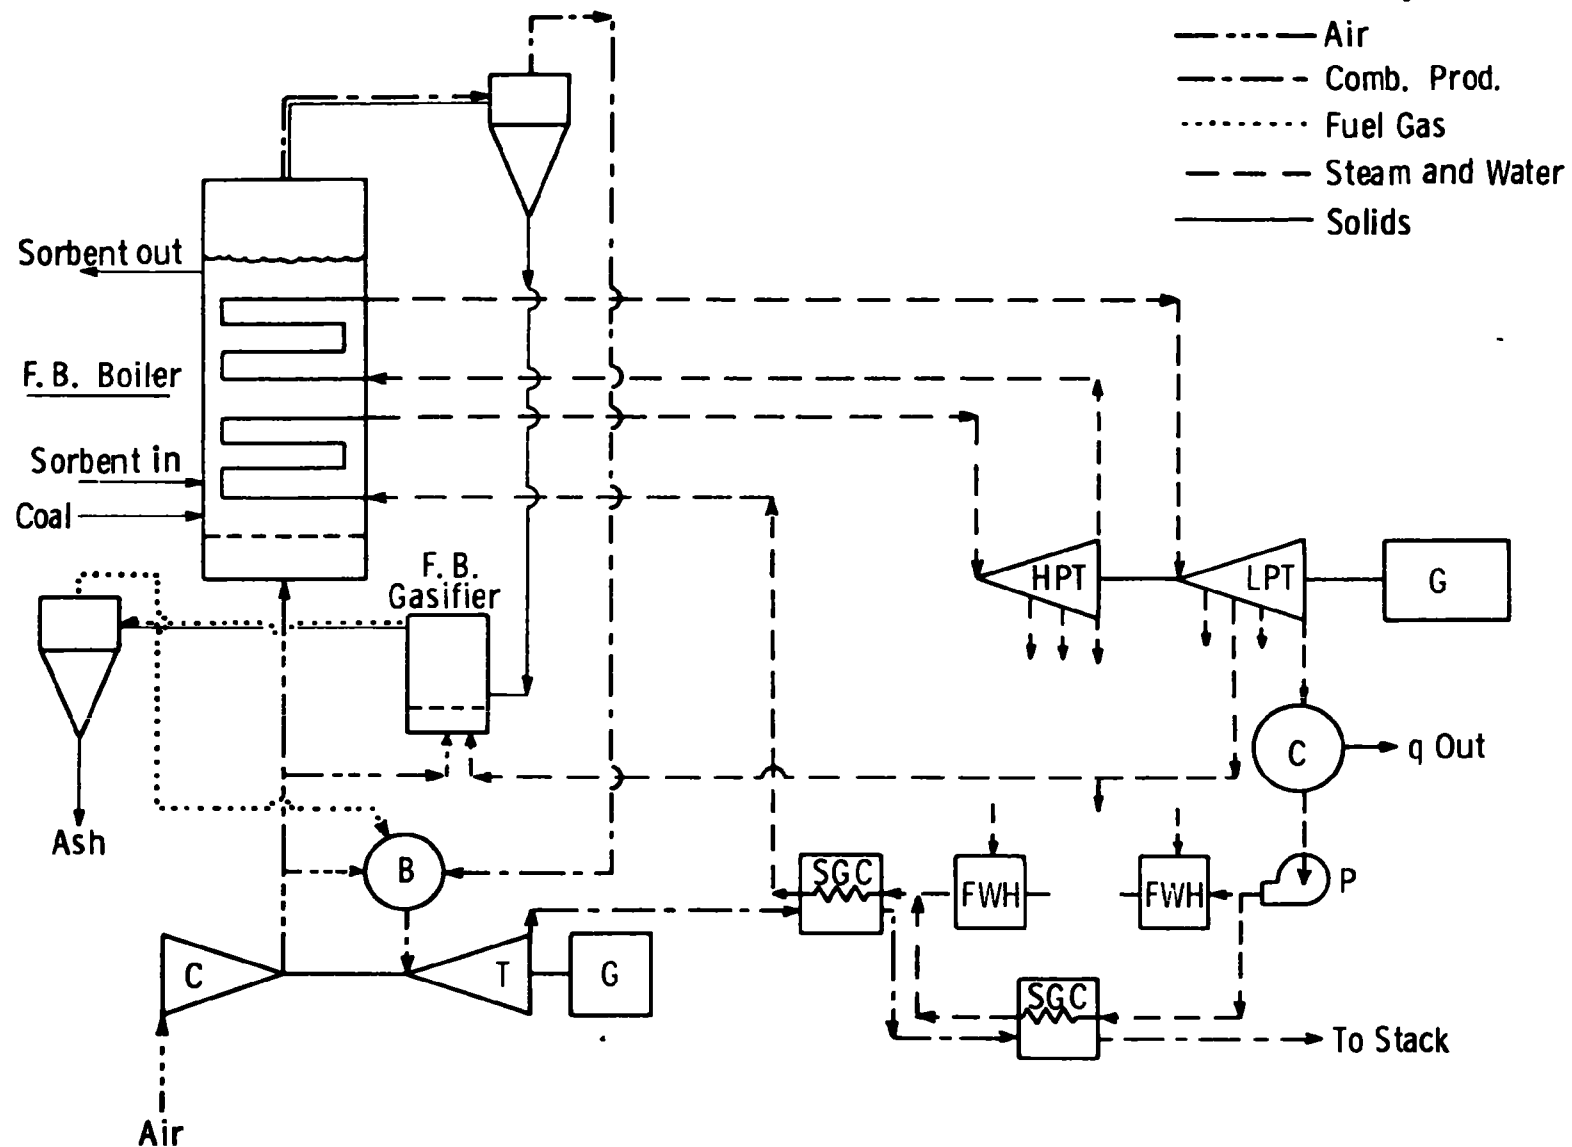 Air
Comb. Prod.
Fuel Gas
Steam and Water
Solids
Sorbent out
F. B. Boiler
Sorbent in
Coal
F. B.
Gasifier
HPT
LPT
G
C
q Out
Ash
B
SGC
FWH
FWH
P
C
T
G
SGC
To Stack
Air